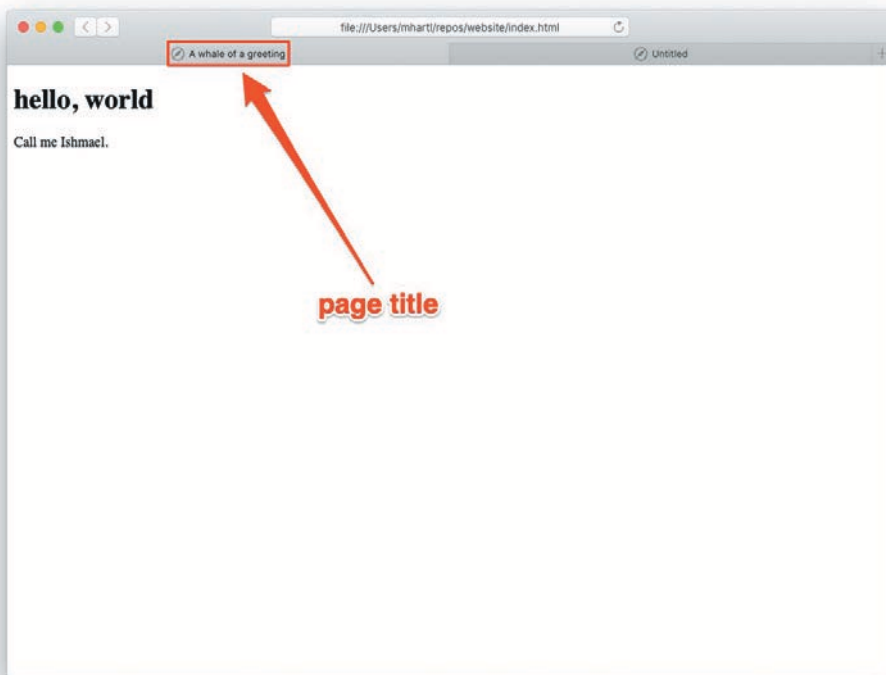 file:///Users/mhartl/repos/website/index.html
A whale of a greeting
Untitled
hello, world
Call me Ishmael.
page title